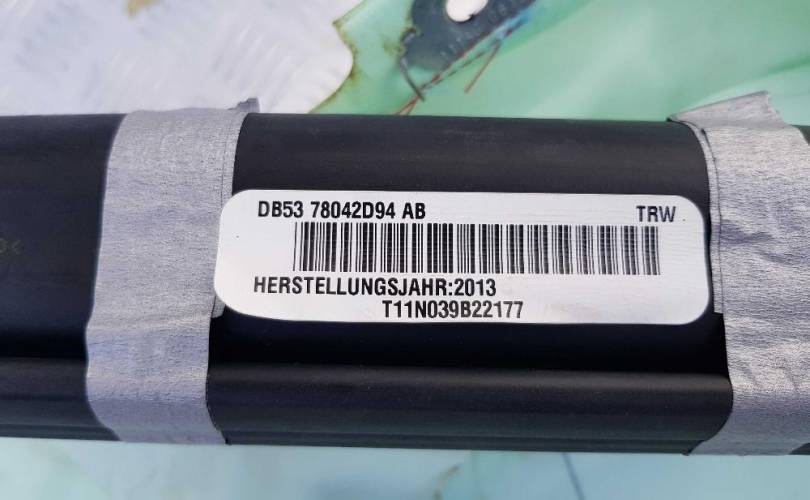 DB53 78042D94 AB TRW
HERSTELLUNGSJAHR:2013
T11N039B22177